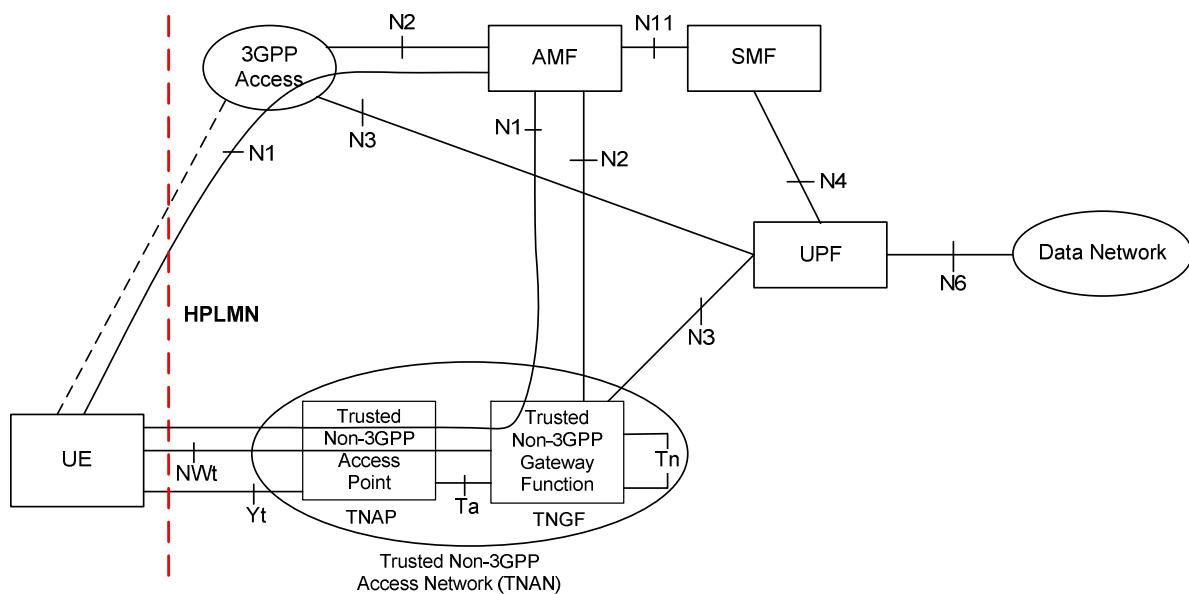 N2
N11
3GPP
Access
AMF
SMF
N1
N3
N1
N2
N4
UPF
N6
Data Network
HPLMN
N3
UE
NWt
Yt
Trusted
Non-3GPP
Access
Point
Ta
Trusted
Non-3GPP
Gateway
Function
Tn
TNAP
TNGF
Trusted Non-3GPP
Access Network (TNAN)